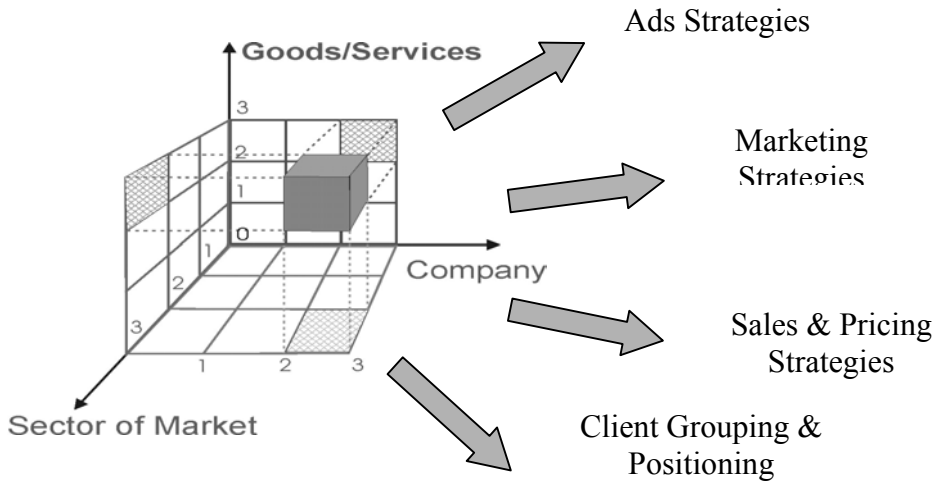 Ads Strategies
Goods/Services
3
2
1
0
Marketing
Strategies
Company
1
2
3
1
2
3
Sector of Market
Sales & Pricing
Strategies
Client Grouping &
Positioning